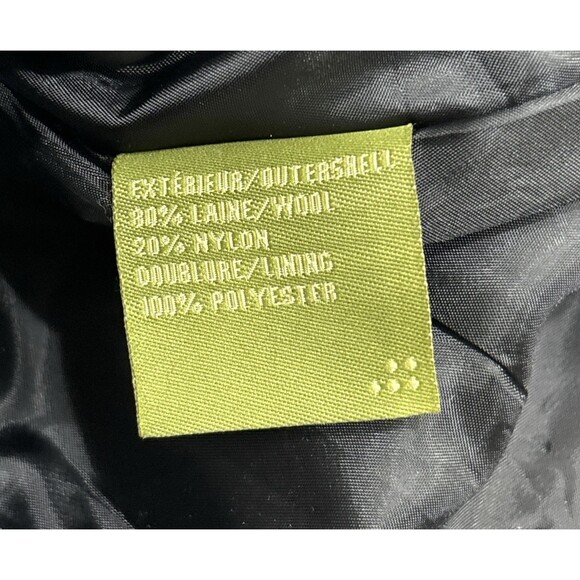 EXTÉRIEUR/OUTERSHELL
80% LAINE/WOOL
20% NYLON
DOUBLURE/LINING
100% POLYESTER